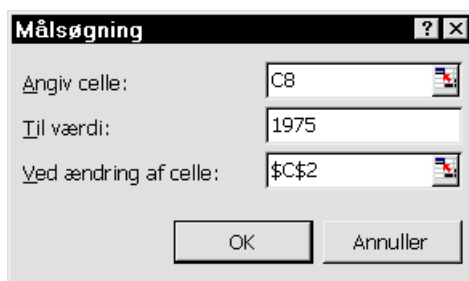 Målsøgning
Angiv celle: C8
Til værdi: 1975
Ved ændring af celle: $C$2
OK Annuller